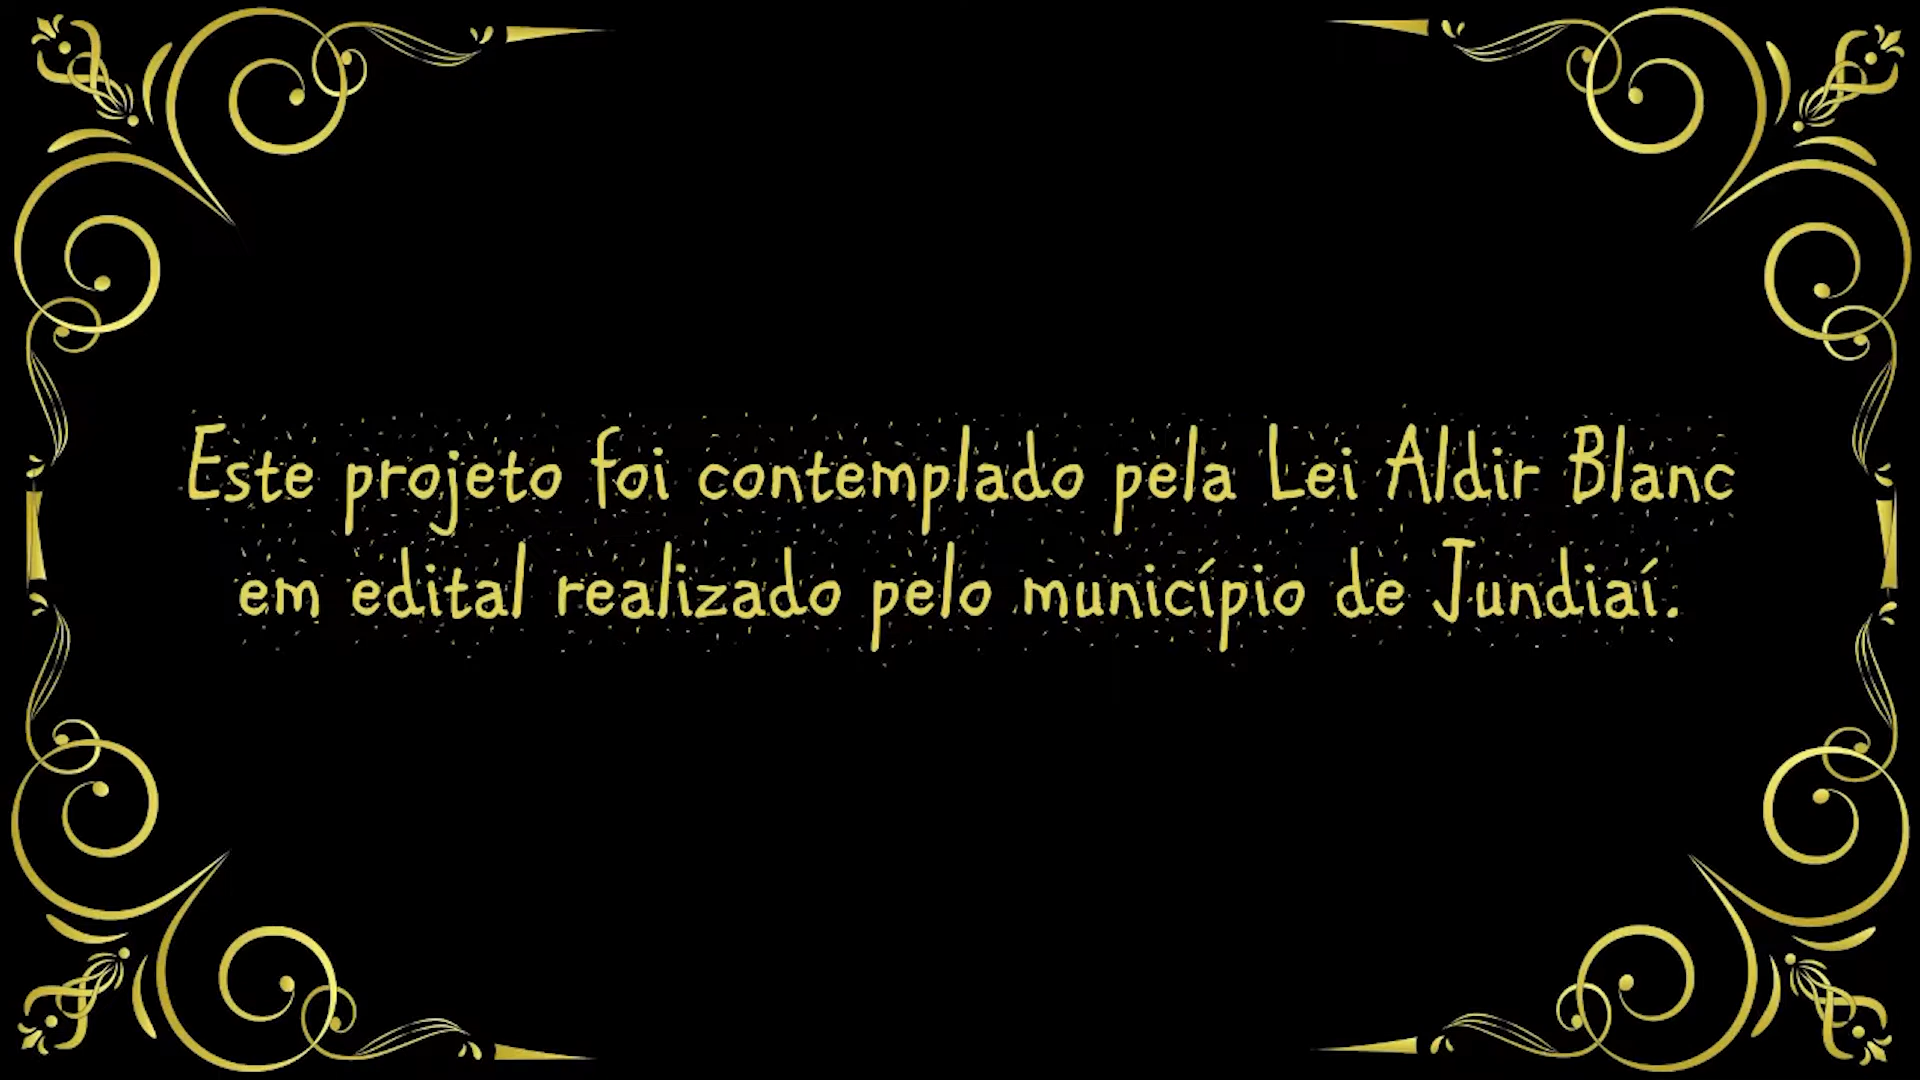 Este projeto foi contemplado pela Lei Aldir Blanc
em edital realizado pelo município de Jundiaí.